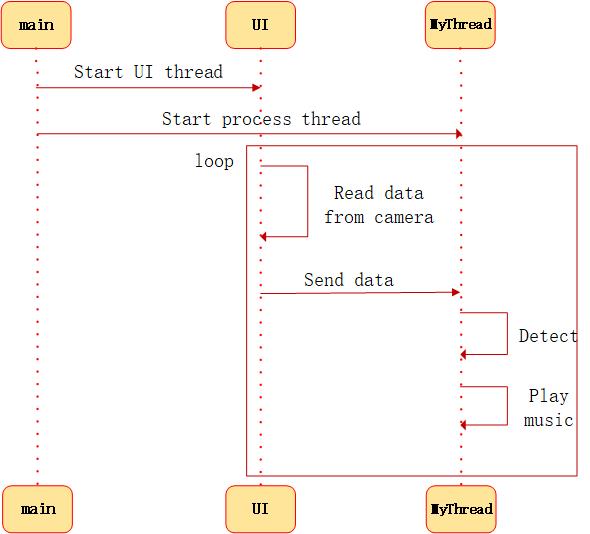 main UI MyThread
Start UI thread
Start process thread
loop
Read data
from camera
Send data
Detect
Play
music
main UI MyThread